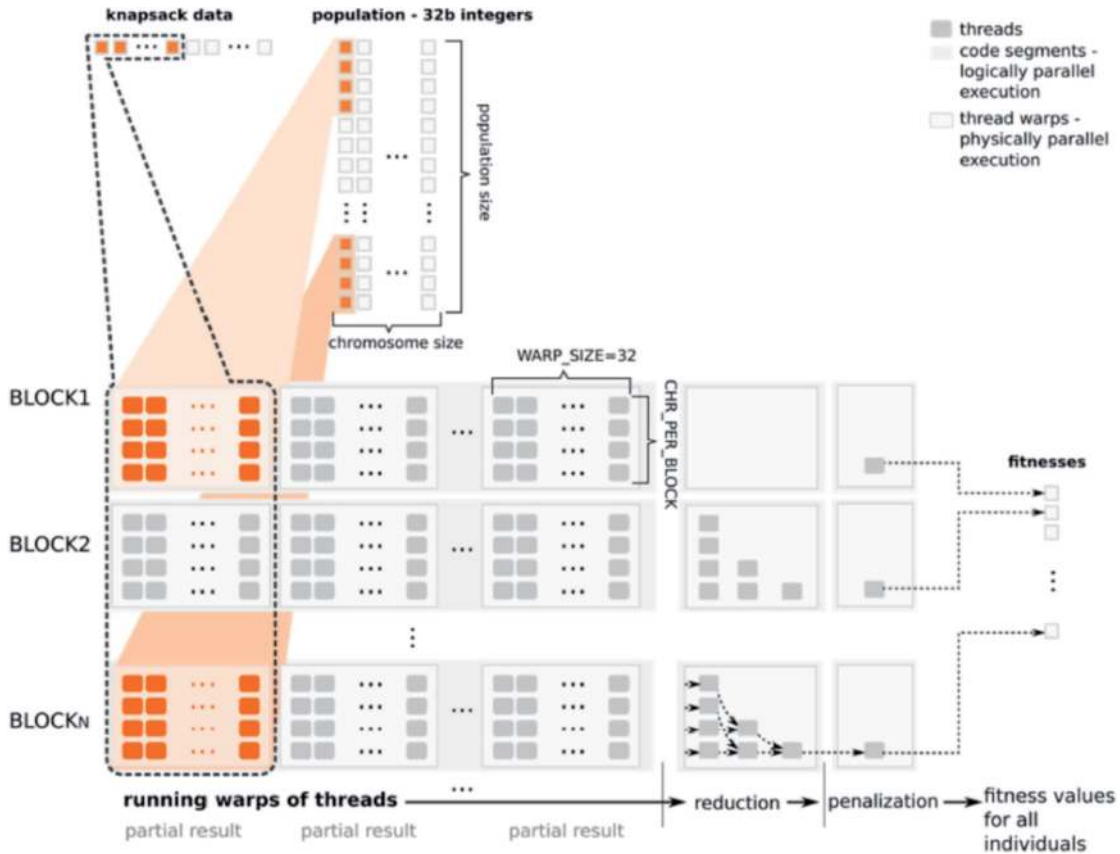 knapsack data
population - 32b integers
threads
code segments -
logically parallel
execution
thread warps -
physically parallel
execution
population size
chromosome size
WARP_SIZE=32
CHR_PER_BLOCK
BLOCK1
BLOCK2
BLOCKN
...
fitnesses
running warps of threads
reduction
penalization
fitness values
for all
individuals
partial result
partial result
partial result